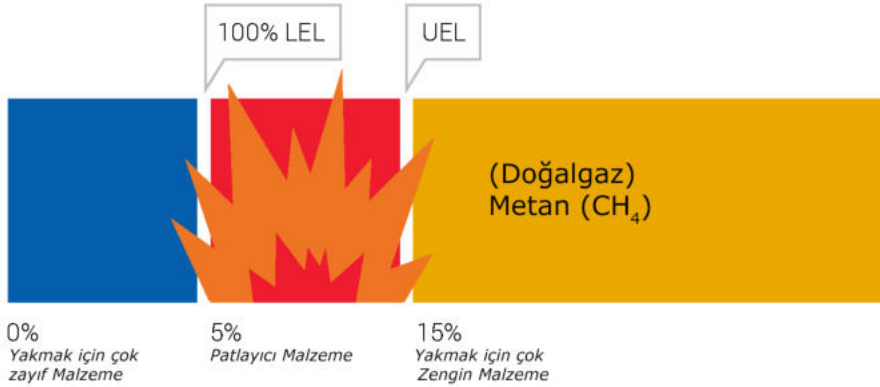 100% LEL
UEL
(Doğalgaz)
Metan (CH₄)
0%
Yakmak için çok
zayıf Malzeme
5%
Patlayıcı Malzeme
15%
Yakmak için çok
Zengin Malzeme